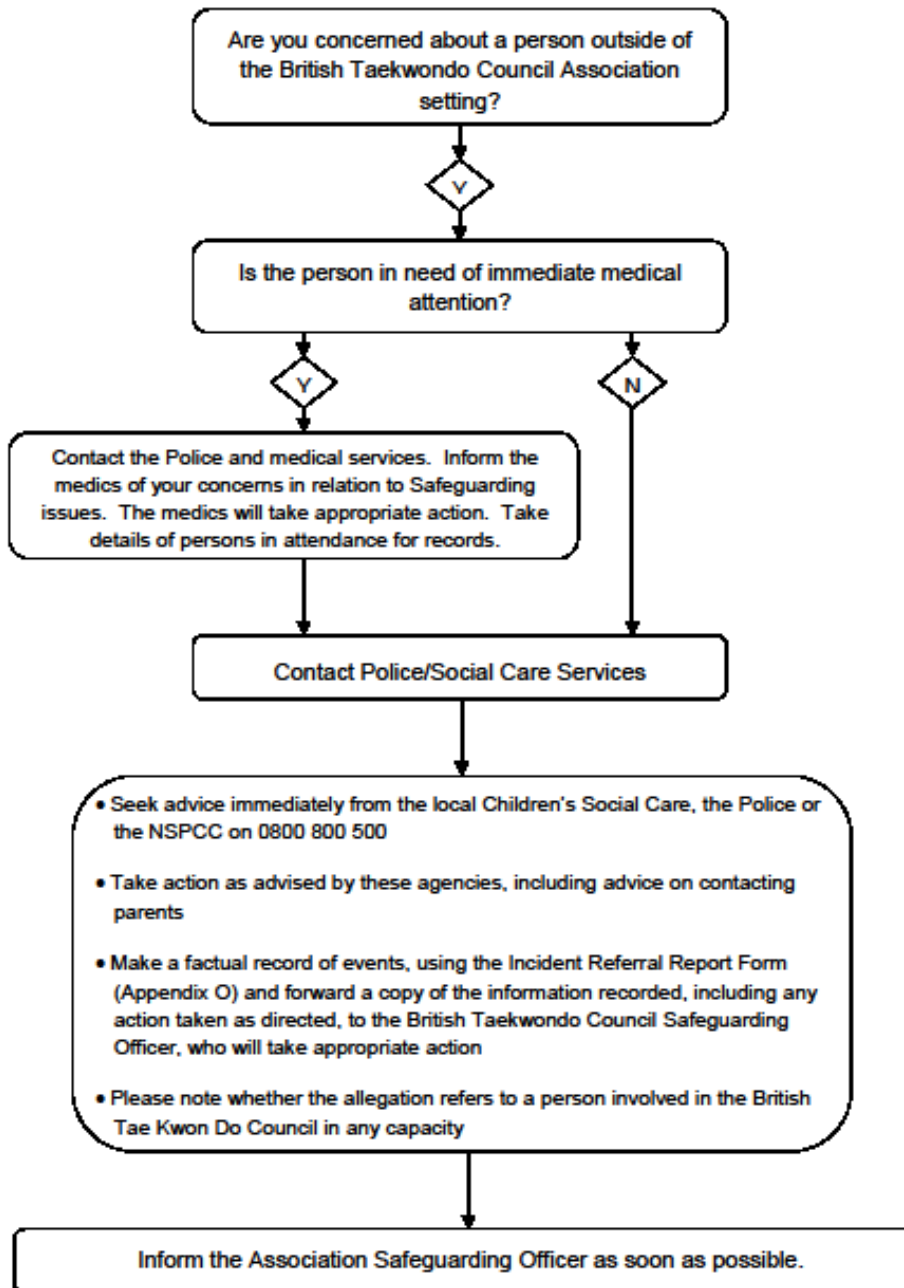 Are you concerned about a person outside of
the British Taekwondo Council Association
setting?
Y
Is the person in need of immediate medical
attention?
Y
N
Contact the Police and medical services. Inform the
medics of your concerns in relation to Safeguarding
issues. The medics will take appropriate action. Take
details of persons in attendance for records.
Contact Police/Social Care Services
• Seek advice immediately from the local Children's Social Care, the Police or
the NSPCC on 0800 800 500
• Take action as advised by these agencies, including advice on contacting
parents
• Make a factual record of events, using the Incident Referral Report Form
(Appendix O) and forward a copy of the information recorded, including any
action taken as directed, to the British Taekwondo Council Safeguarding
Officer, who will take appropriate action
• Please note whether the allegation refers to a person involved in the British
Tae Kwon Do Council in any capacity
Inform the Association Safeguarding Officer as soon as possible.